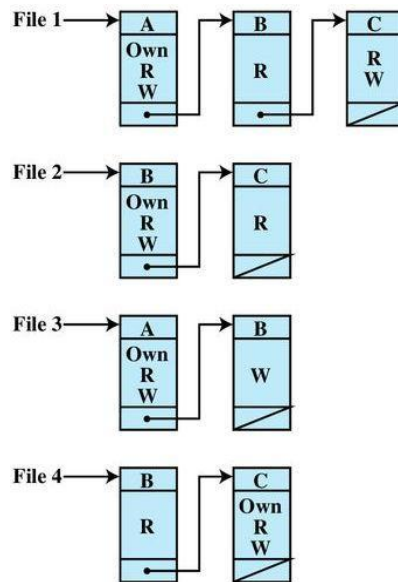 File 1 A B C
Own R R
R W
W
File 2 B C
Own R
R
W
File 3 A B
Own W
R
W
File 4 B C
R Own
R
W